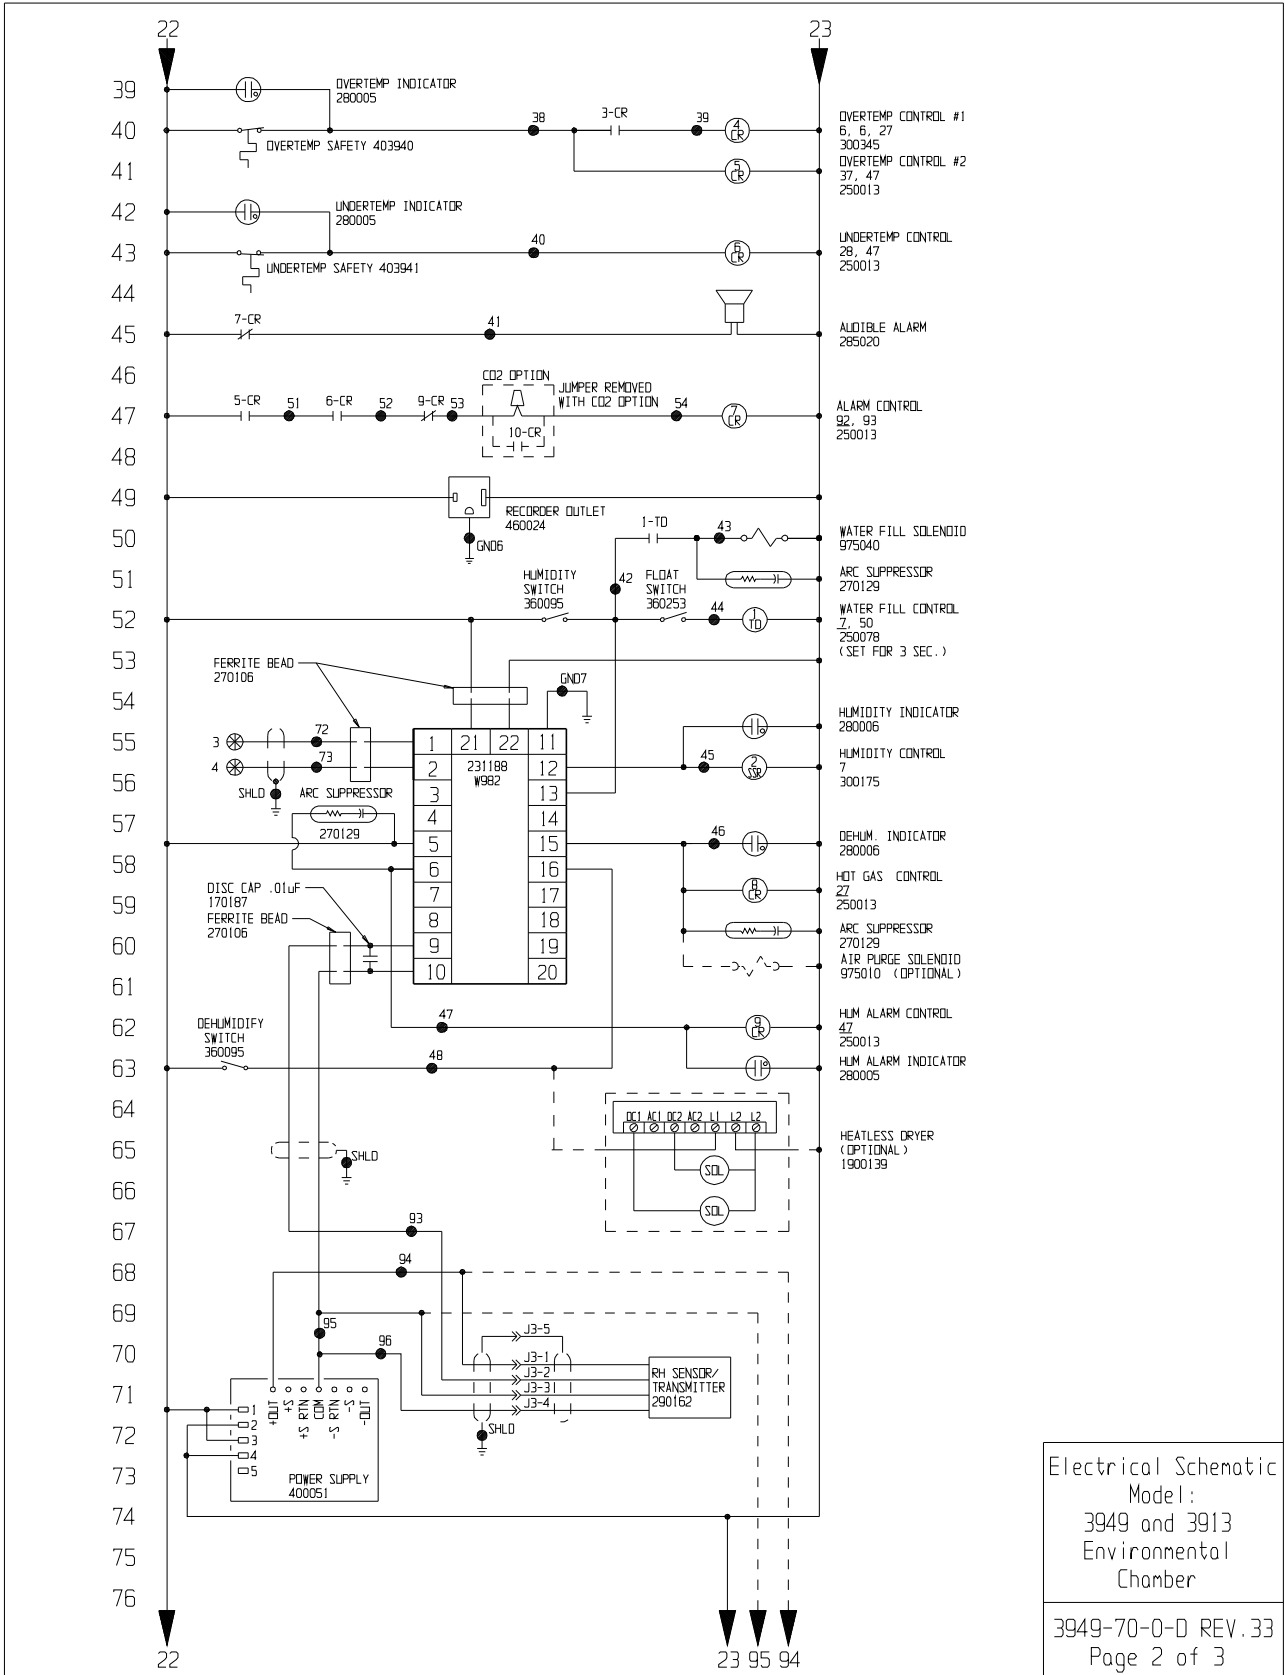 22 23
39 OVERTEMP INDICATOR
280005
38 3-CR 39
40 4 CR OVERTEMP CONTROL #1
6, 6, 27
300345
OVERTEMP SAFETY 403940
41 5 CR OVERTEMP CONTROL #2
37, 47
250013
42 UNDERTEMP INDICATOR
280005
40
43 6 CR UNDERTEMP CONTROL
28, 47
250013
UNDERTEMP SAFETY 403941
44
7-CR 41
45 AUDIBLE ALARM
285020
46
CO2 OPTION
JUMPER REMOVED
WITH CO2 OPTION
5-CR 51 6-CR 52 9-CR 53 54
47 7 CR ALARM CONTROL
92, 93
250013
10-CR
48
49
RECORDER OUTLET
460024
1-TD 43
50 GND6 WATER FILL SOLENOID
975040
51 ARC SUPPRESSOR
270129
HUMIDITY
SWITCH
360095
42 FLOAT
SWITCH
360253
44
52 1 TD WATER FILL CONTROL
7, 50
250078
(SET FOR 3 SEC.)
53 FERRITE BEAD
270106
54 GND7
HUMIDITY INDICATOR
280006
55 3 72 1 21 22 11
4 73 2 231188
W982 12 45 2 SSR HUMIDITY CONTROL
7
300175
56 SHLD 3 13
ARC SUPPRESSOR
57 270129 4 14
5 15 46 DEHUM. INDICATOR
280006
58 6 16
DISC CAP .01uF
170187
59 7 17 8 CR HOT GAS CONTROL
27
250013
FERRITE BEAD
270106
8 18
ARC SUPPRESSOR
270129
60 9 19
AIR PURGE SOLENOID
975010 (OPTIONAL)
10 20
61
62 47 9 CR HUM ALARM CONTROL
47
250013
DEHUMIDIFY
SWITCH
360095
63 48 HUM ALARM INDICATOR
280005
64
DC1 AC1 DC2 AC2 L1 L2 L2
65 SHLD HEATLESS DRYER
(OPTIONAL)
1900139
SOL
66
SOL
67 93
68 94
69
95 96 J3-5
70
J3-1
J3-2
J3-3
J3-4
RH SENSOR/
TRANSMITTER
290162
71 +OUT +S +S RTN COM -S RTN -S -OUT
1
2
3
4
5
72 SHLD
73 POWER SUPPLY
400051
74
75
76
22 23 95 94
Electrical Schematic
Model:
3949 and 3913
Environmental
Chamber
3949-70-0-D REV.33
Page 2 of 3